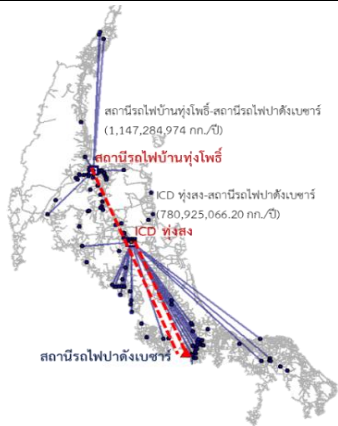 สถานีรถไฟบ้านทุ่งโพธิ์-สถานีรถไฟปาดังเบซาร์
(1,147,284,974 กก./ปี)
สถานีรถไฟบ้านทุ่งโพธิ์
ICD ทุ่งสง-สถานีรถไฟปาดังเบซาร์
(780,925,066.20 กก./ปี)
ICD ทุ่งสง
สถานีรถไฟปาดังเบซาร์